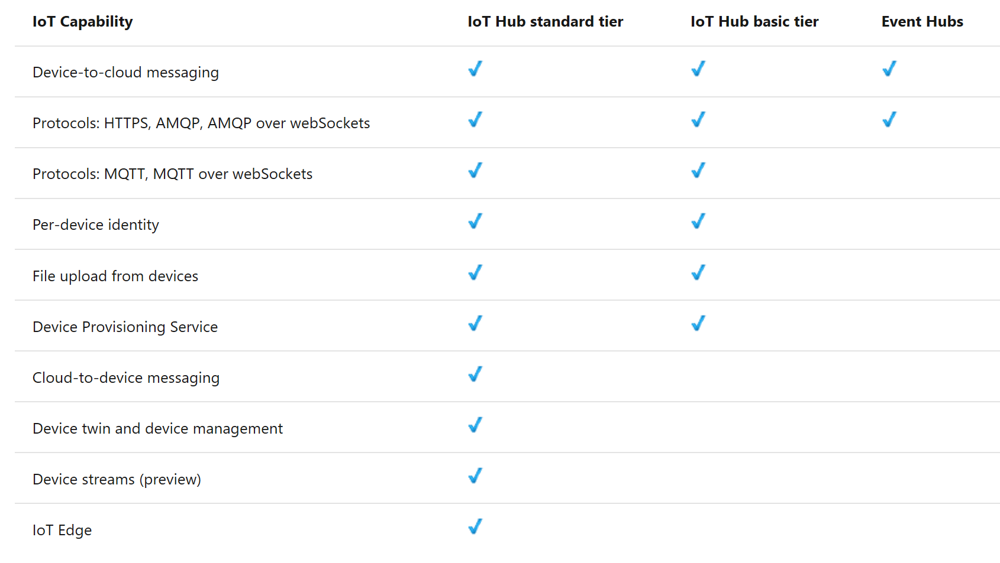 IoT Capability IoT Hub standard tier IoT Hub basic tier Event Hubs
Device-to-cloud messaging ✔ ✔ ✔
Protocols: HTTPS, AMQP, AMQP over webSockets ✔ ✔ ✔
Protocols: MQTT, MQTT over webSockets ✔ ✔
Per-device identity ✔ ✔
File upload from devices ✔ ✔
Device Provisioning Service ✔ ✔
Cloud-to-device messaging ✔
Device twin and device management ✔
Device streams (preview) ✔
IoT Edge ✔